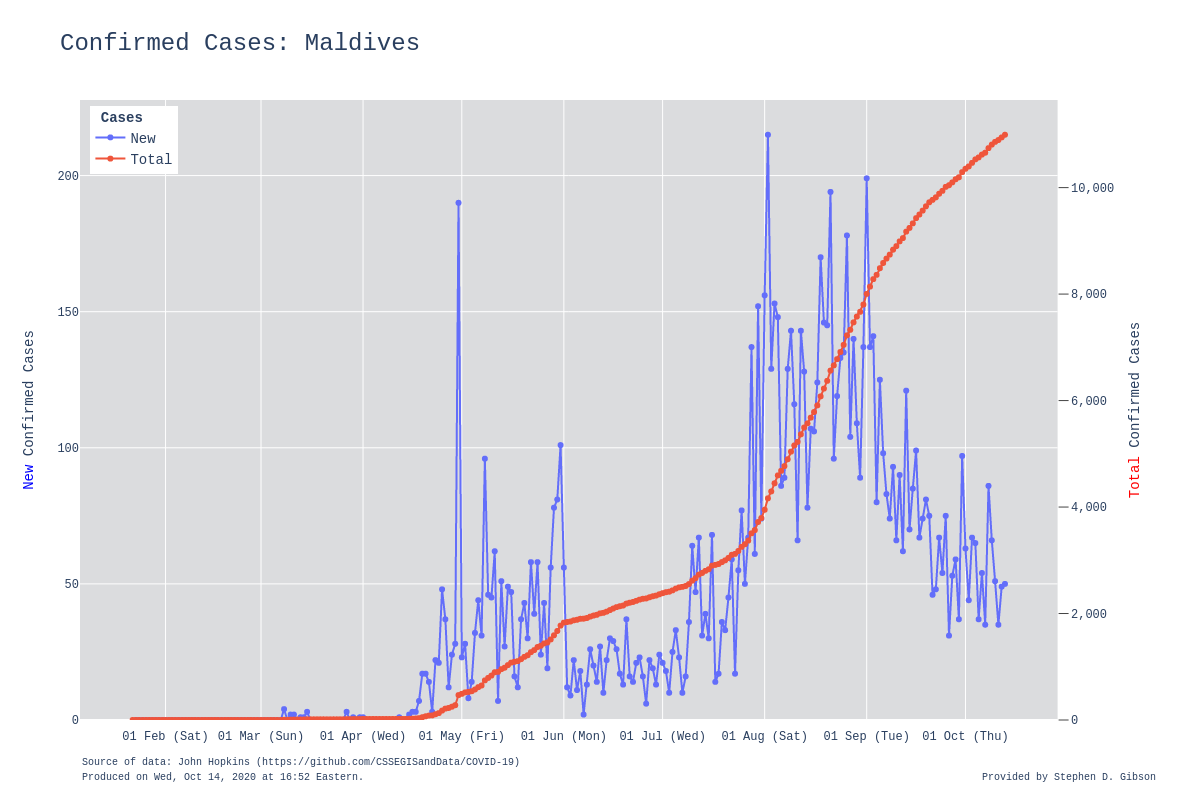 Confirmed Cases: Maldives
Cases
New
Total
200
150
100
50
0
10,000
8,000
6,000
4,000
2,000
0
New Confirmed Cases
Total Confirmed Cases
01 Feb (Sat) 01 Mar (Sun) 01 Apr (Wed) 01 May (Fri) 01 Jun (Mon) 01 Jul (Wed) 01 Aug (Sat) 01 Sep (Tue) 01 Oct (Thu)
Source of data: John Hopkins (https://github.com/CSSEGISandData/COVID-19)
Produced on Wed, Oct 14, 2020 at 16:52 Eastern.
Provided by Stephen D. Gibson